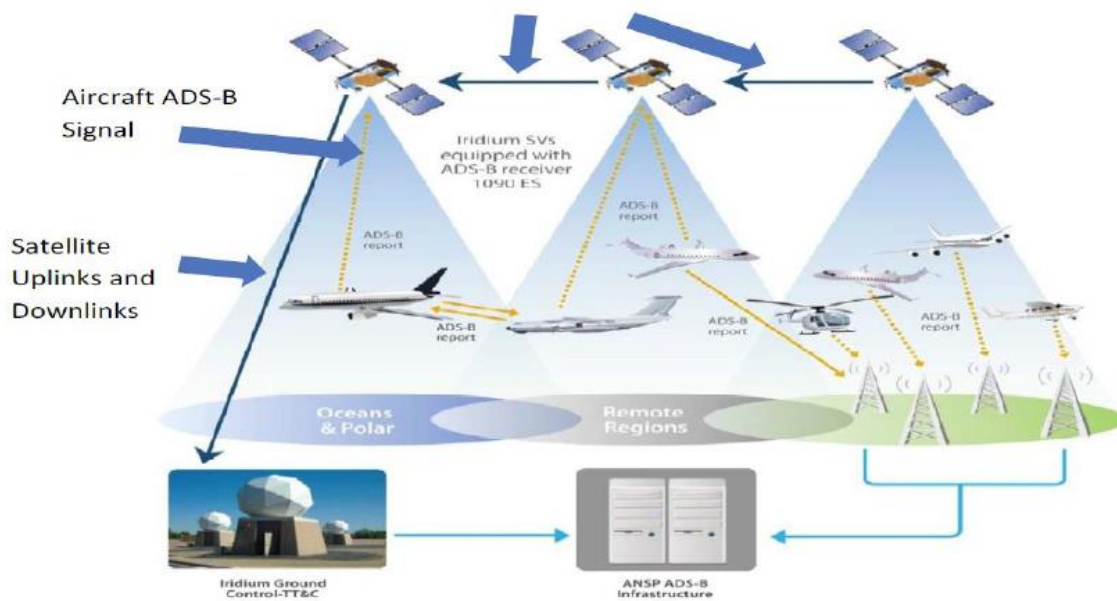 Aircraft ADS-B
Signal
Iridium SVs
equipped with
ADS-B receiver
1090 ES
ADS-B
report
ADS-B
report
Satellite
Uplinks and
Downlinks
ADS-B
report
ADS-B
report
ADS-B
report
Oceans
& Polar
Remote
Regions
Iridium Ground
Control-TT&C
ANSP ADS-B
Infrastructure